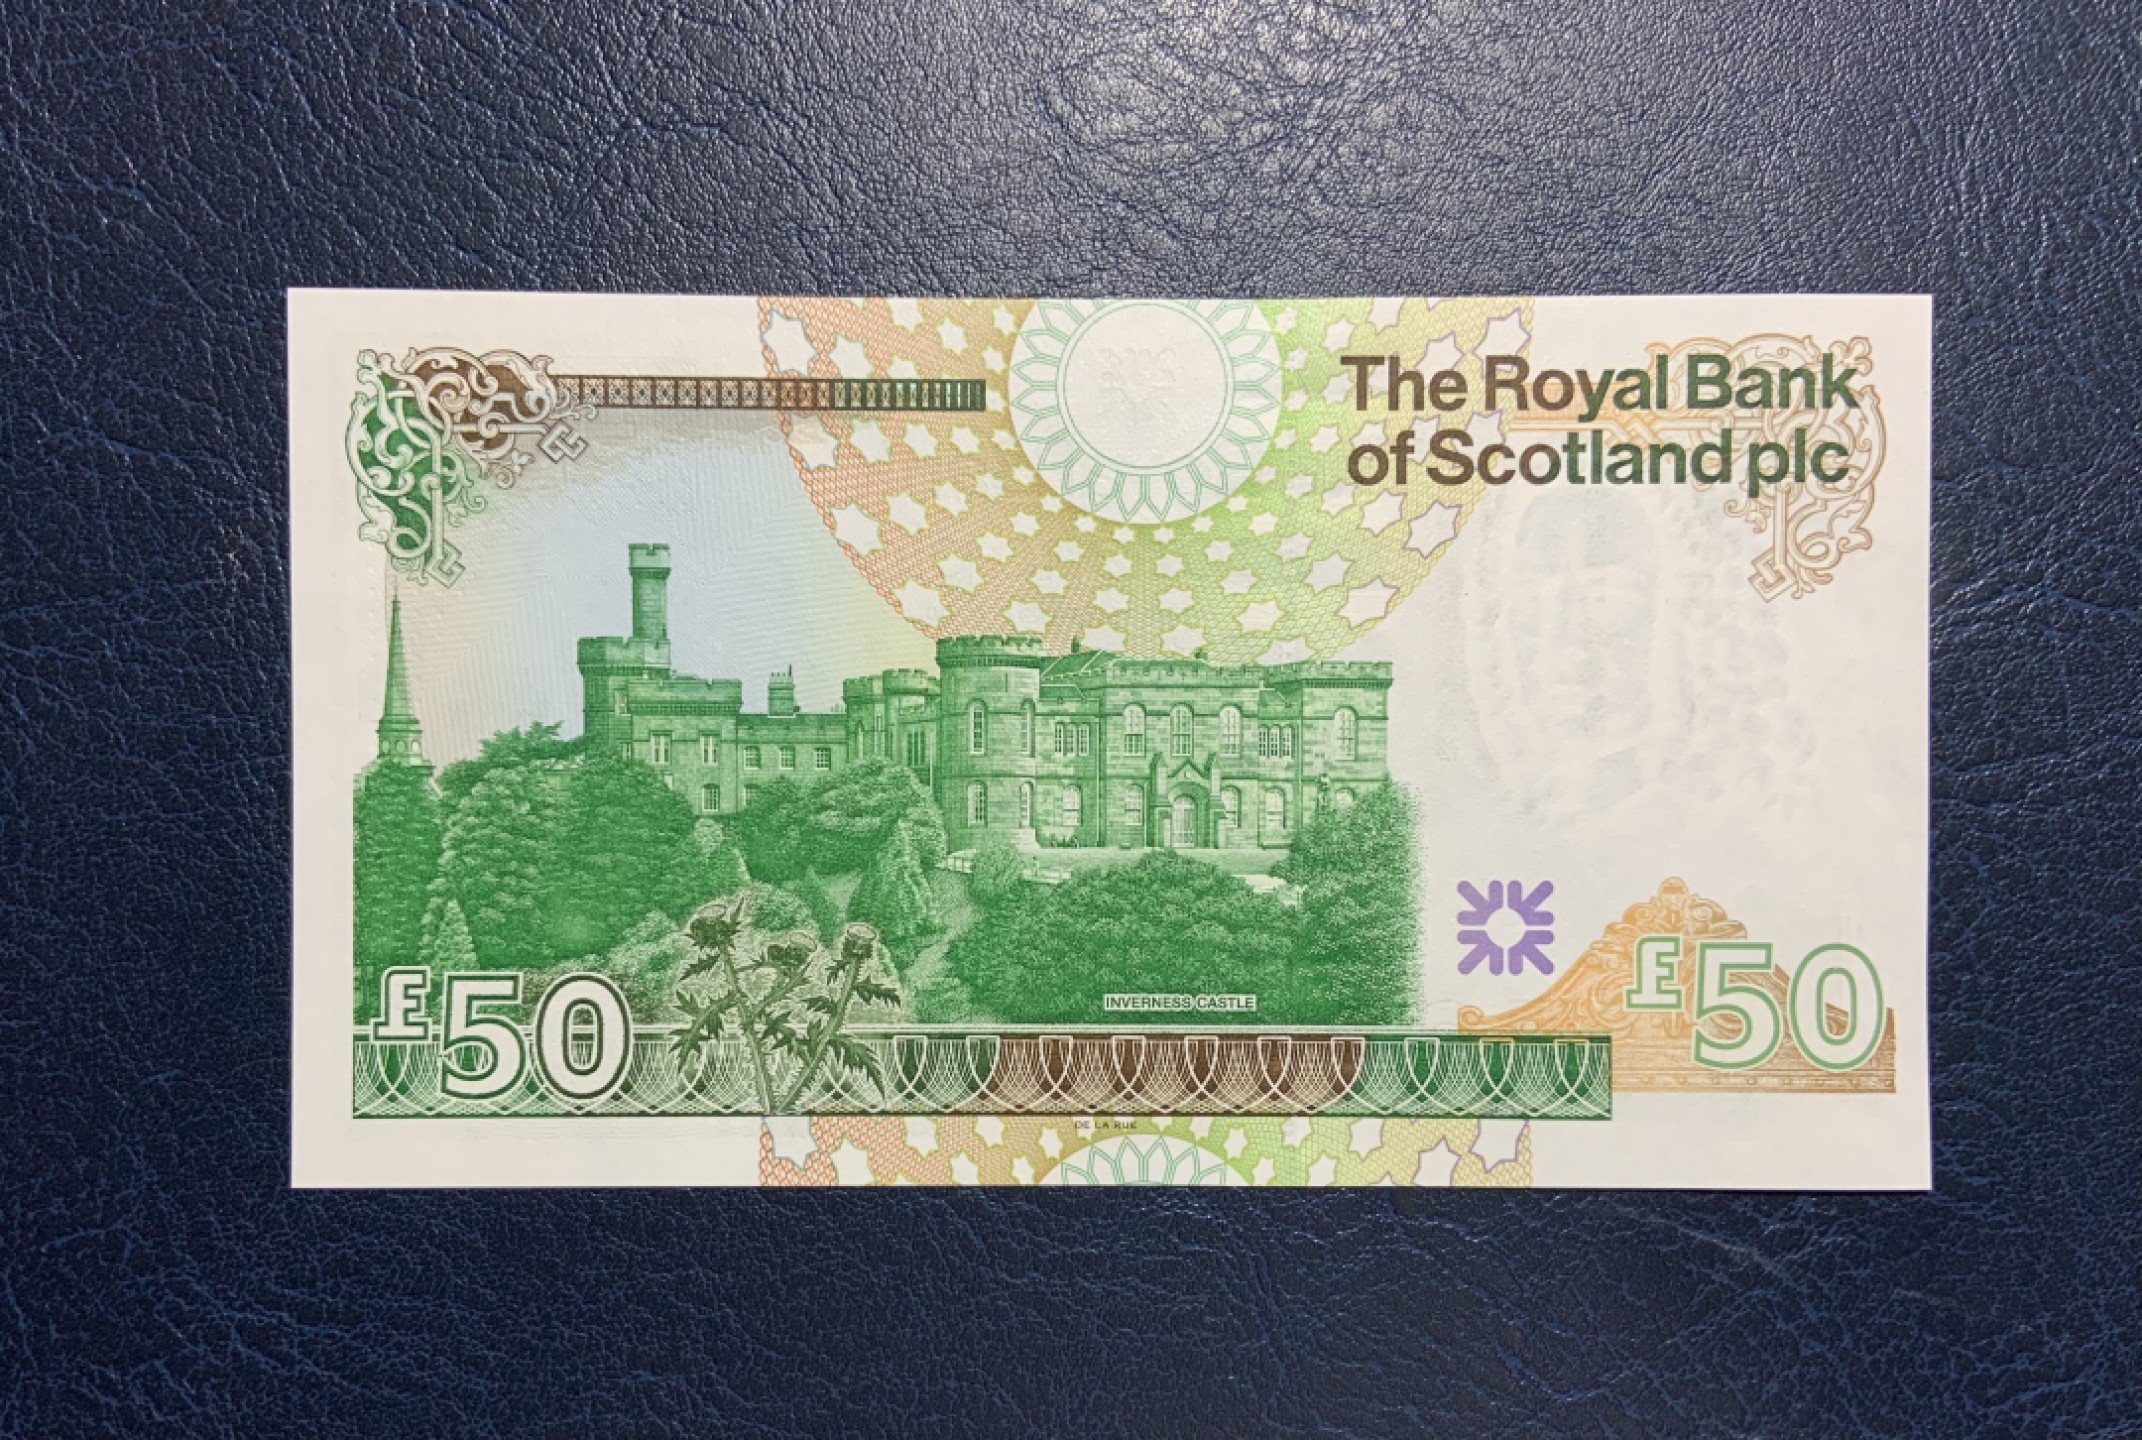 The Royal Bank
of Scotland plc
INVERNESS CASTLE
£50
£50
DE LA RUE